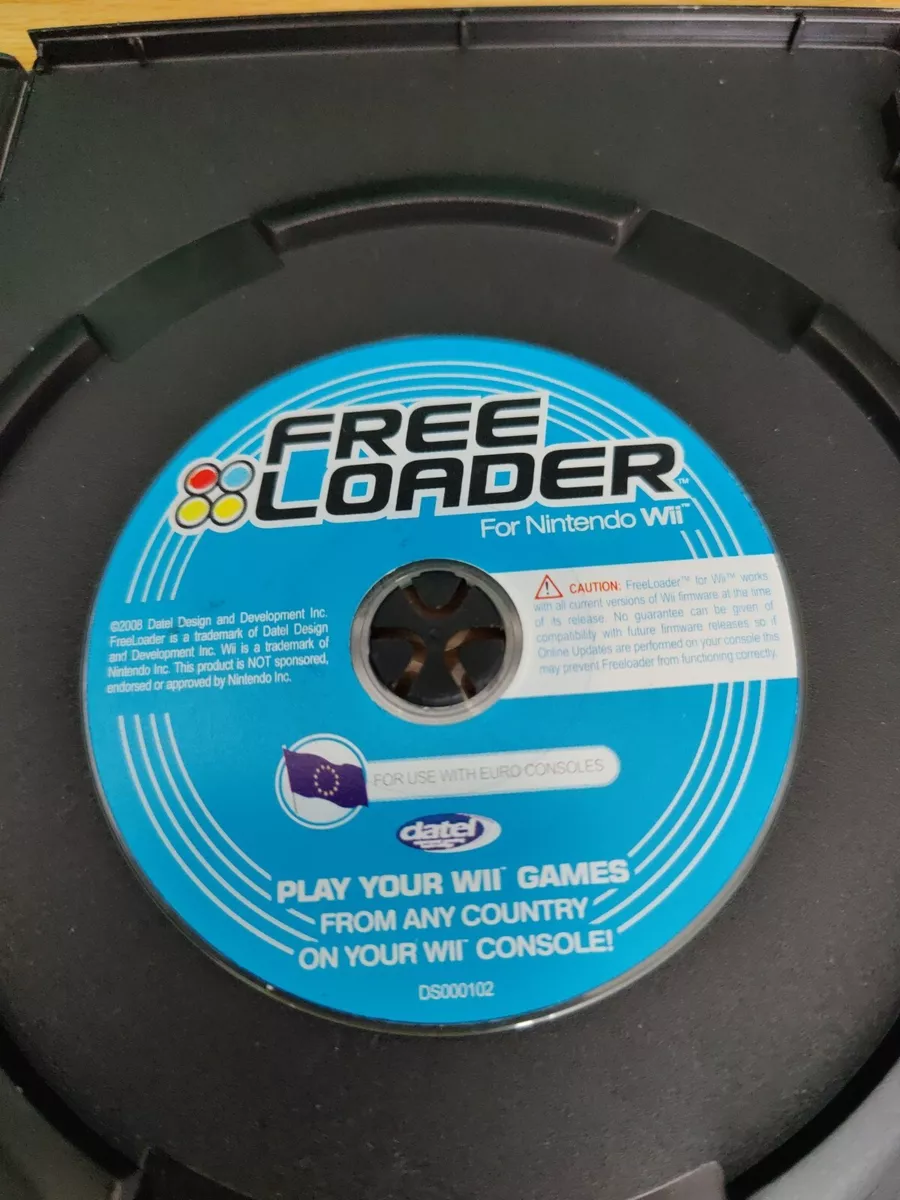 FREE
LOADER™
For Nintendo Wii™
⚠ CAUTION: FreeLoader™ for Wii™ works
with all current versions of Wii firmware at the time
of its release. No guarantee can be given of
compatibility with future firmware releases so if
Online Updates are performed on your console this
may prevent Freeloader from functioning correctly.
©2008 Datel Design and Development Inc.
FreeLoader is a trademark of Datel Design
and Development Inc. Wii is a trademark of
Nintendo Inc. This product is NOT sponsored,
endorsed or approved by Nintendo Inc.
FOR USE WITH EURO CONSOLES
datel
PLAY YOUR WII™ GAMES
FROM ANY COUNTRY
ON YOUR WII™ CONSOLE!
DS000102